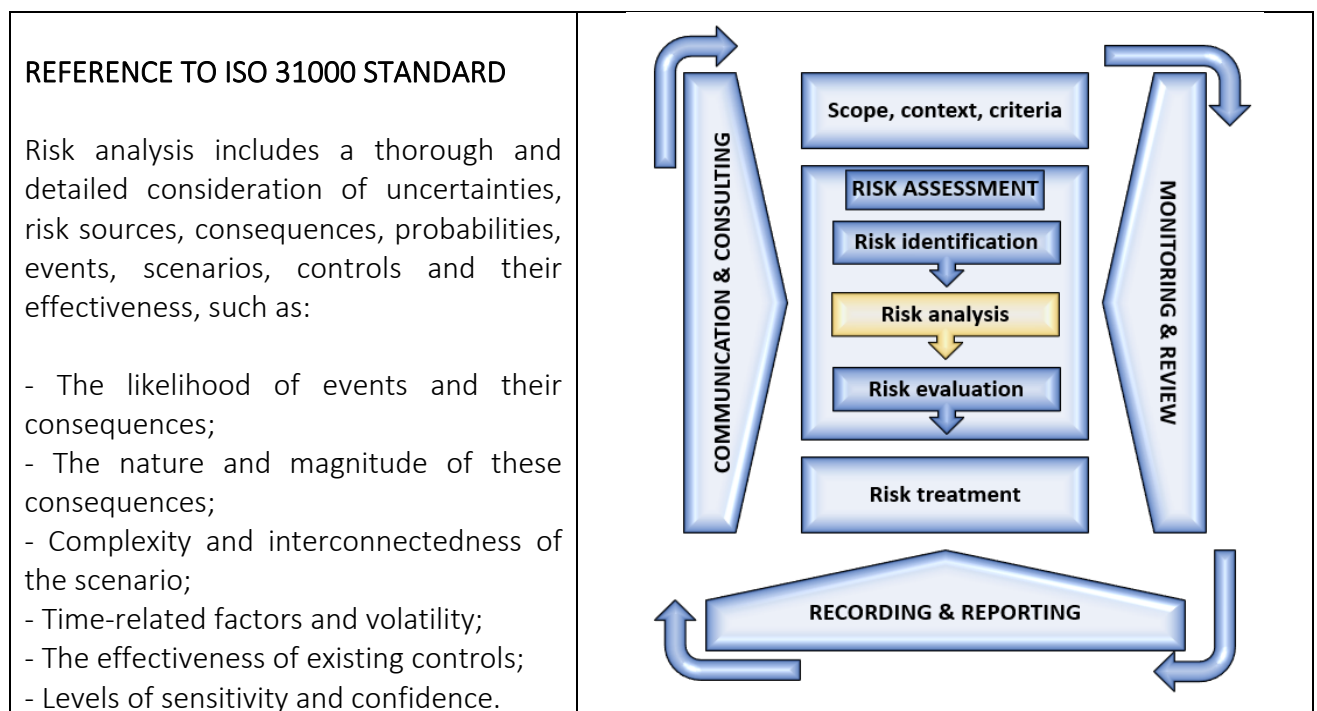 REFERENCE TO ISO 31000 STANDARD
Risk analysis includes a thorough and
detailed consideration of uncertainties,
risk sources, consequences, probabilities,
events, scenarios, controls and their
effectiveness, such as:
- The likelihood of events and their
consequences;
- The nature and magnitude of these
consequences;
- Complexity and interconnectedness of
the scenario;
- Time-related factors and volatility;
- The effectiveness of existing controls;
- Levels of sensitivity and confidence.
COMMUNICATION & CONSULTING
Scope, context, criteria
RISK ASSESSMENT
Risk identification
Risk analysis
Risk evaluation
Risk treatment
MONITORING & REVIEW
RECORDING & REPORTING